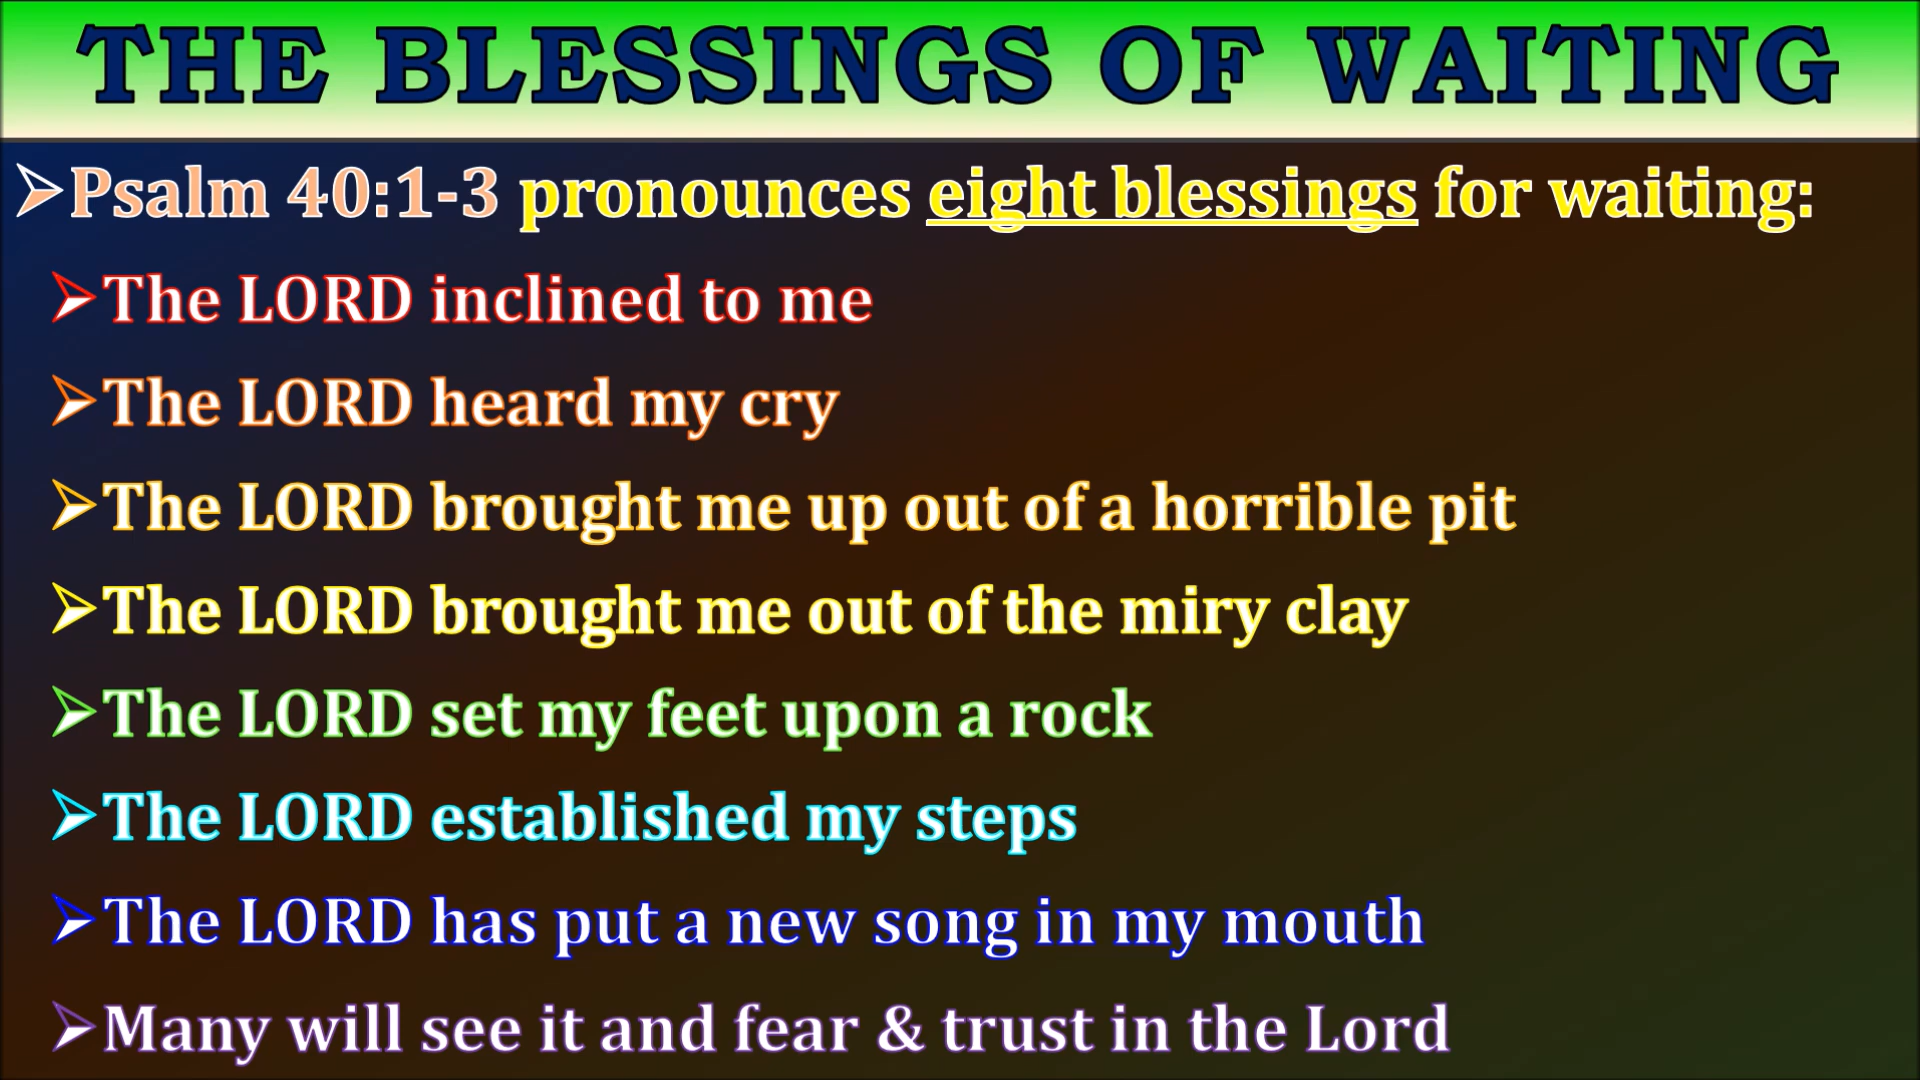 THE BLESSINGS OF WAITING
➢Psalm 40:1-3 pronounces eight blessings for waiting:
➢The LORD inclined to me
➢The LORD heard my cry
➢The LORD brought me up out of a horrible pit
➢The LORD brought me out of the miry clay
➢The LORD set my feet upon a rock
➢The LORD established my steps
➢The LORD has put a new song in my mouth
➢Many will see it and fear & trust in the Lord